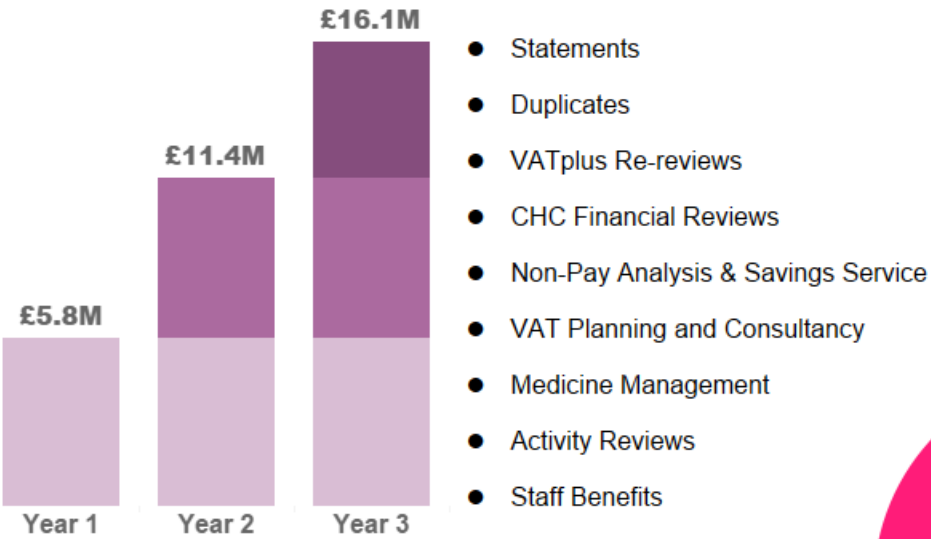 £16.1M
£11.4M
£5.8M
Year 1
Year 2
Year 3
● Statements
● Duplicates
● VATplus Re-reviews
● CHC Financial Reviews
● Non-Pay Analysis & Savings Service
● VAT Planning and Consultancy
● Medicine Management
● Activity Reviews
● Staff Benefits